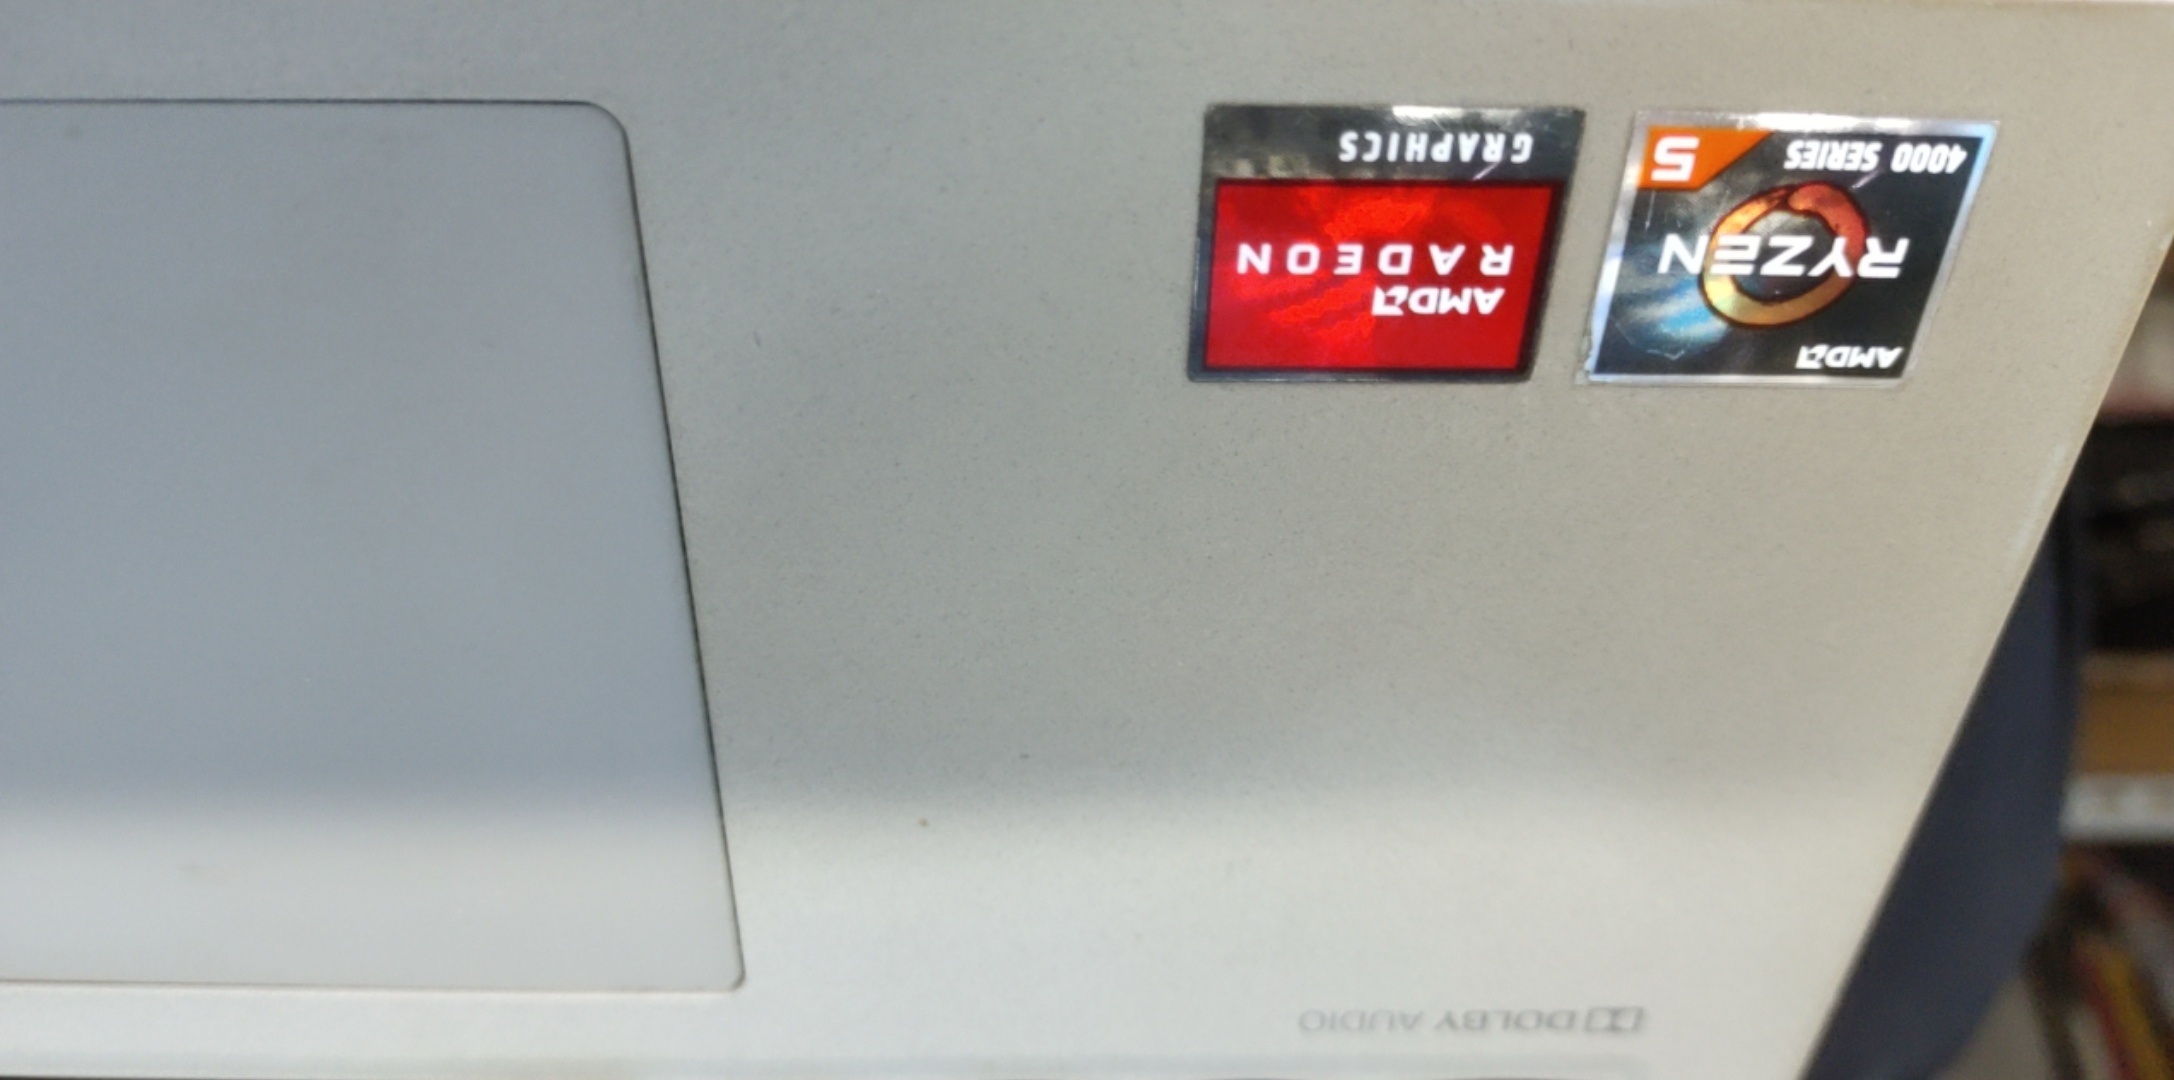 AMD
RYZEN
4000 SERIES 5
AMD
RADEON
GRAPHICS
DOLBY AUDIO